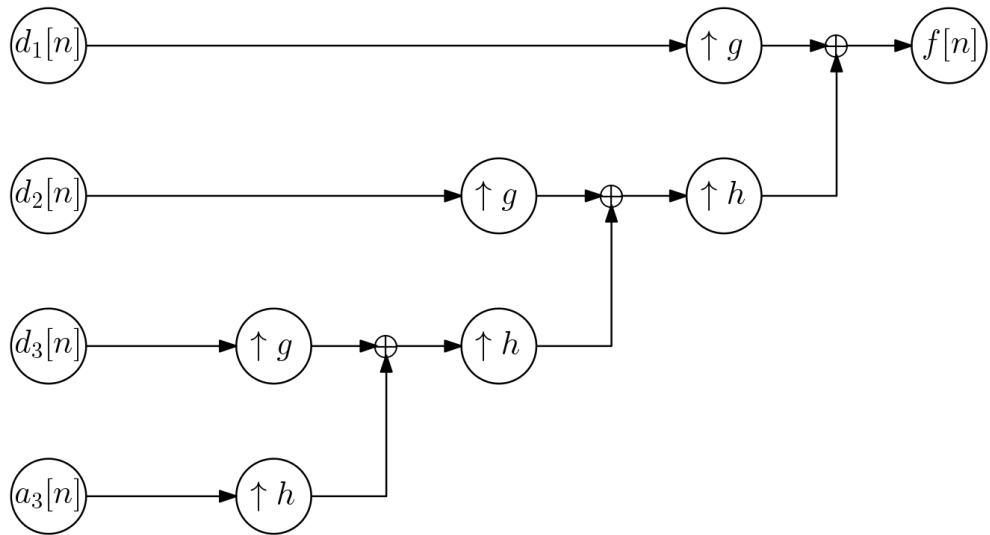 d₁[n] ↑ g ⊕ f[n]
d₂[n] ↑ g ⊕ ↑ h
d₃[n] ↑ g ⊕ ↑ h
a₃[n] ↑ h